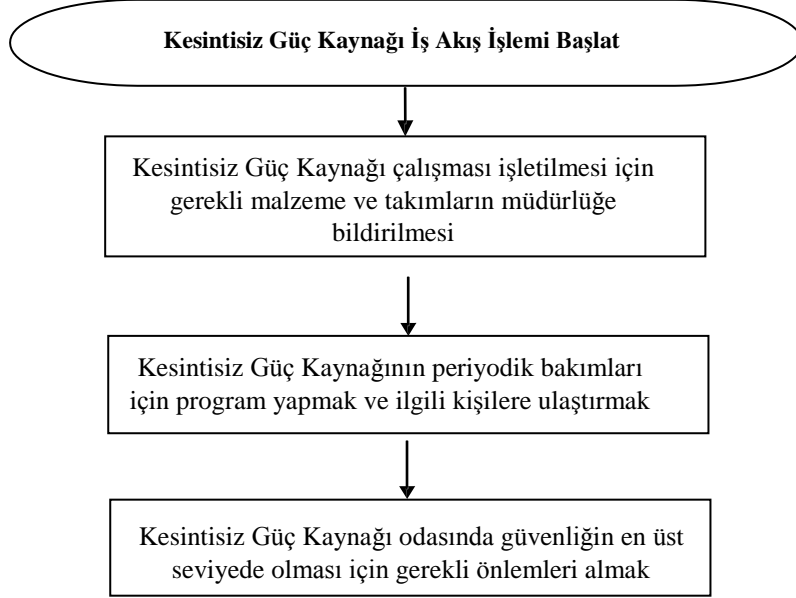 Kesintisiz Güç Kaynağı İş Akış İşlemi Başlat
Kesintisiz Güç Kaynağı çalışması işletilmesi için
gerekli malzeme ve takımların müdürlüğe
bildirilmesi
Kesintisiz Güç Kaynağının periyodik bakımları
için program yapmak ve ilgili kişilere ulaştırmak
Kesintisiz Güç Kaynağı odasında güvenliğin en üst
seviyede olması için gerekli önlemleri almak